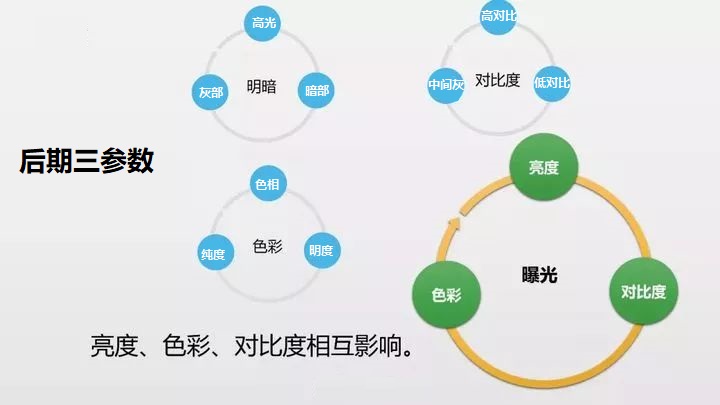 高光
灰部
明暗
暗部
高对比
中间灰
对比度
低对比
后期三参数
色相
纯度
色彩
明度
亮度
色彩
曝光
对比度
亮度、色彩、对比度相互影响。